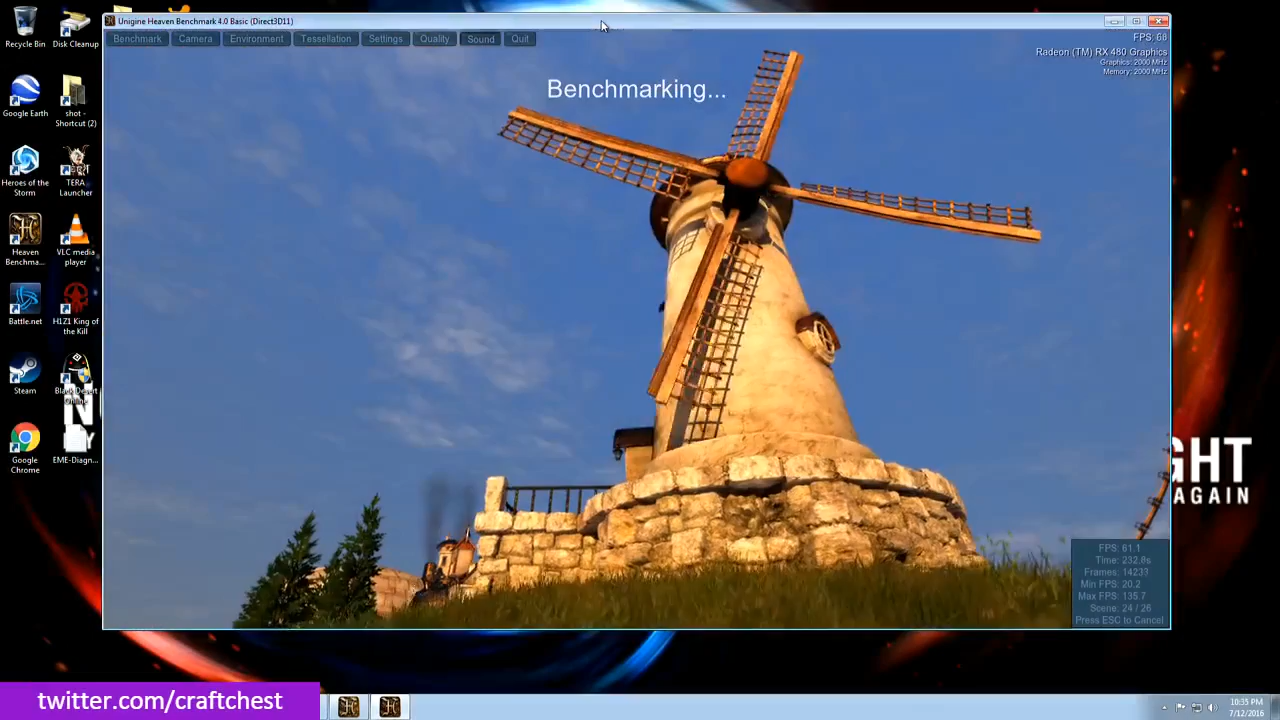 Unigine Heaven Benchmark 4.0 Basic (Direct3D11)
Benchmark Camera Environment Tessellation Settings Quality Sound Quit
FPS: 68
Radeon (TM) RX 480 Graphics
Graphics: 2000 MHz
Memory: 2000 MHz
Benchmarking...
Recycle Bin
Disk Cleanup
Google Earth
shot - Shortcut (2)
Heroes of the Storm
TERA Launcher
Heaven Benchma...
VLC media player
Battle.net
H1Z1 King of the Kill
Steam
Black Desert Online
Google Chrome
EME-Diagn...
GHT
AGAIN
FPS: 61.1
Time: 232.8s
Frames: 14233
Min FPS: 20.2
Max FPS: 135.7
Scene: 24 / 26
Press ESC to Cancel
twitter.com/craftchest
10:35 PM
7/12/2016